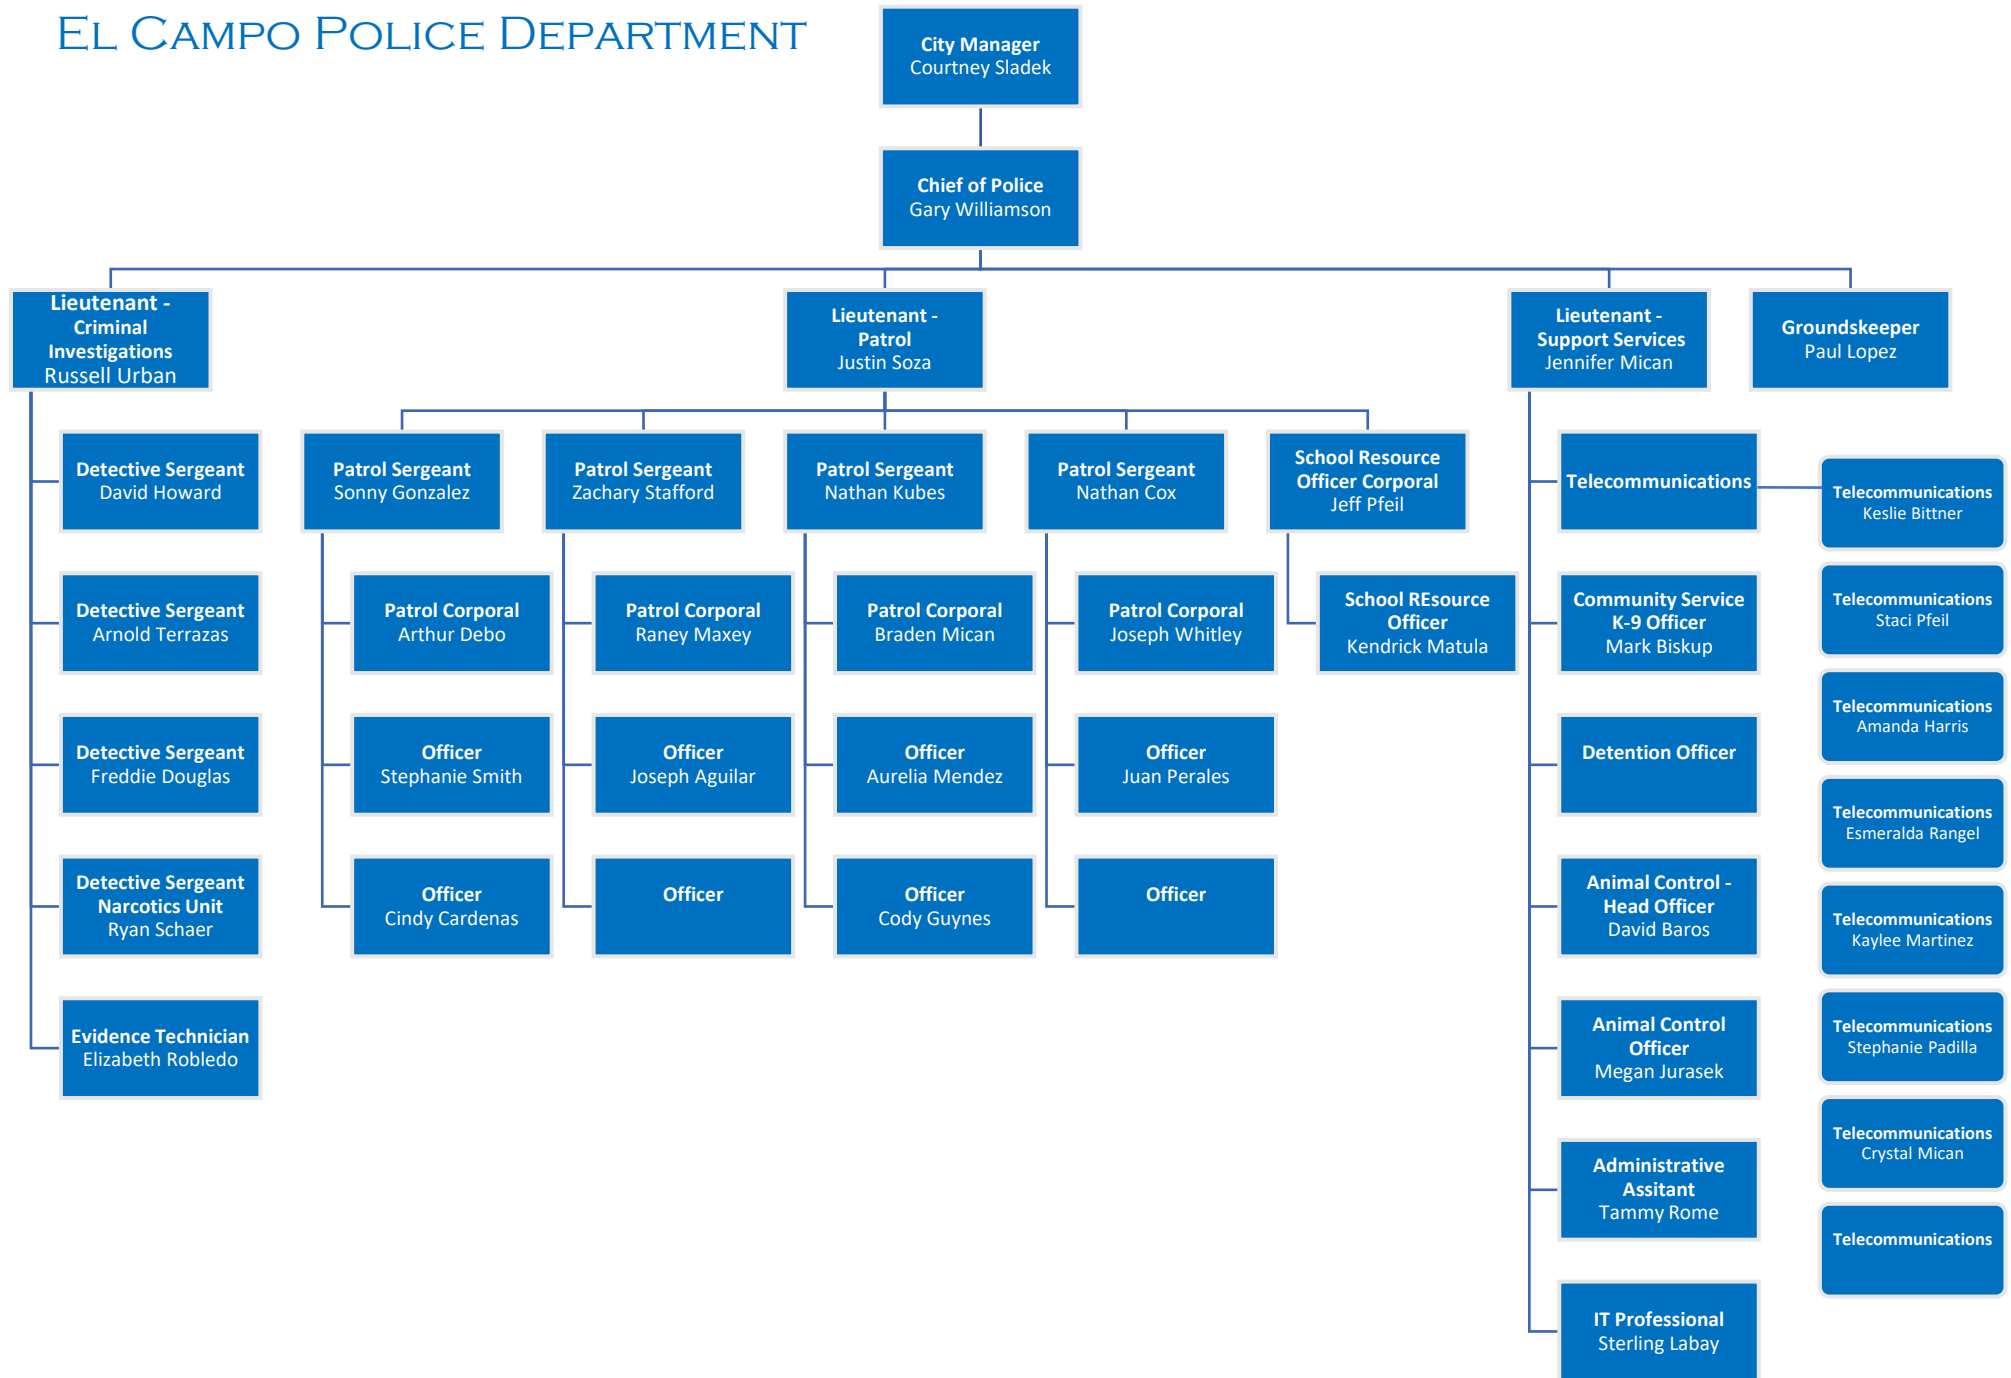 EL CAMPO POLICE DEPARTMENT
City Manager
Courtney Sladek
Chief of Police
Gary Williamson
Lieutenant -
Criminal
Investigations
Russell Urban
Lieutenant -
Patrol
Justin Soza
Lieutenant -
Support Services
Jennifer Mican
Groundskeeper
Paul Lopez
Detective Sergeant
David Howard
Detective Sergeant
Arnold Terrazas
Detective Sergeant
Freddie Douglas
Detective Sergeant
Narcotics Unit
Ryan Schaer
Evidence Technician
Elizabeth Robledo
Patrol Sergeant
Sonny Gonzalez
Patrol Corporal
Arthur Debo
Officer
Stephanie Smith
Officer
Cindy Cardenas
Patrol Sergeant
Zachary Stafford
Patrol Corporal
Raney Maxey
Officer
Joseph Aguilar
Officer
Patrol Sergeant
Nathan Kubes
Patrol Corporal
Braden Mican
Officer
Aurelia Mendez
Officer
Cody Guynes
Patrol Sergeant
Nathan Cox
Patrol Corporal
Joseph Whitley
Officer
Juan Perales
Officer
School Resource
Officer Corporal
Jeff Pfeil
School REsource
Officer
Kendrick Matula
Telecommunications
Community Service
K-9 Officer
Mark Biskup
Detention Officer
Animal Control -
Head Officer
David Baros
Animal Control
Officer
Megan Jurasek
Administrative
Assitant
Tammy Rome
IT Professional
Sterling Labay
Telecommunications
Keslie Bittner
Telecommunications
Staci Pfeil
Telecommunications
Amanda Harris
Telecommunications
Esmeralda Rangel
Telecommunications
Kaylee Martinez
Telecommunications
Stephanie Padilla
Telecommunications
Crystal Mican
Telecommunications